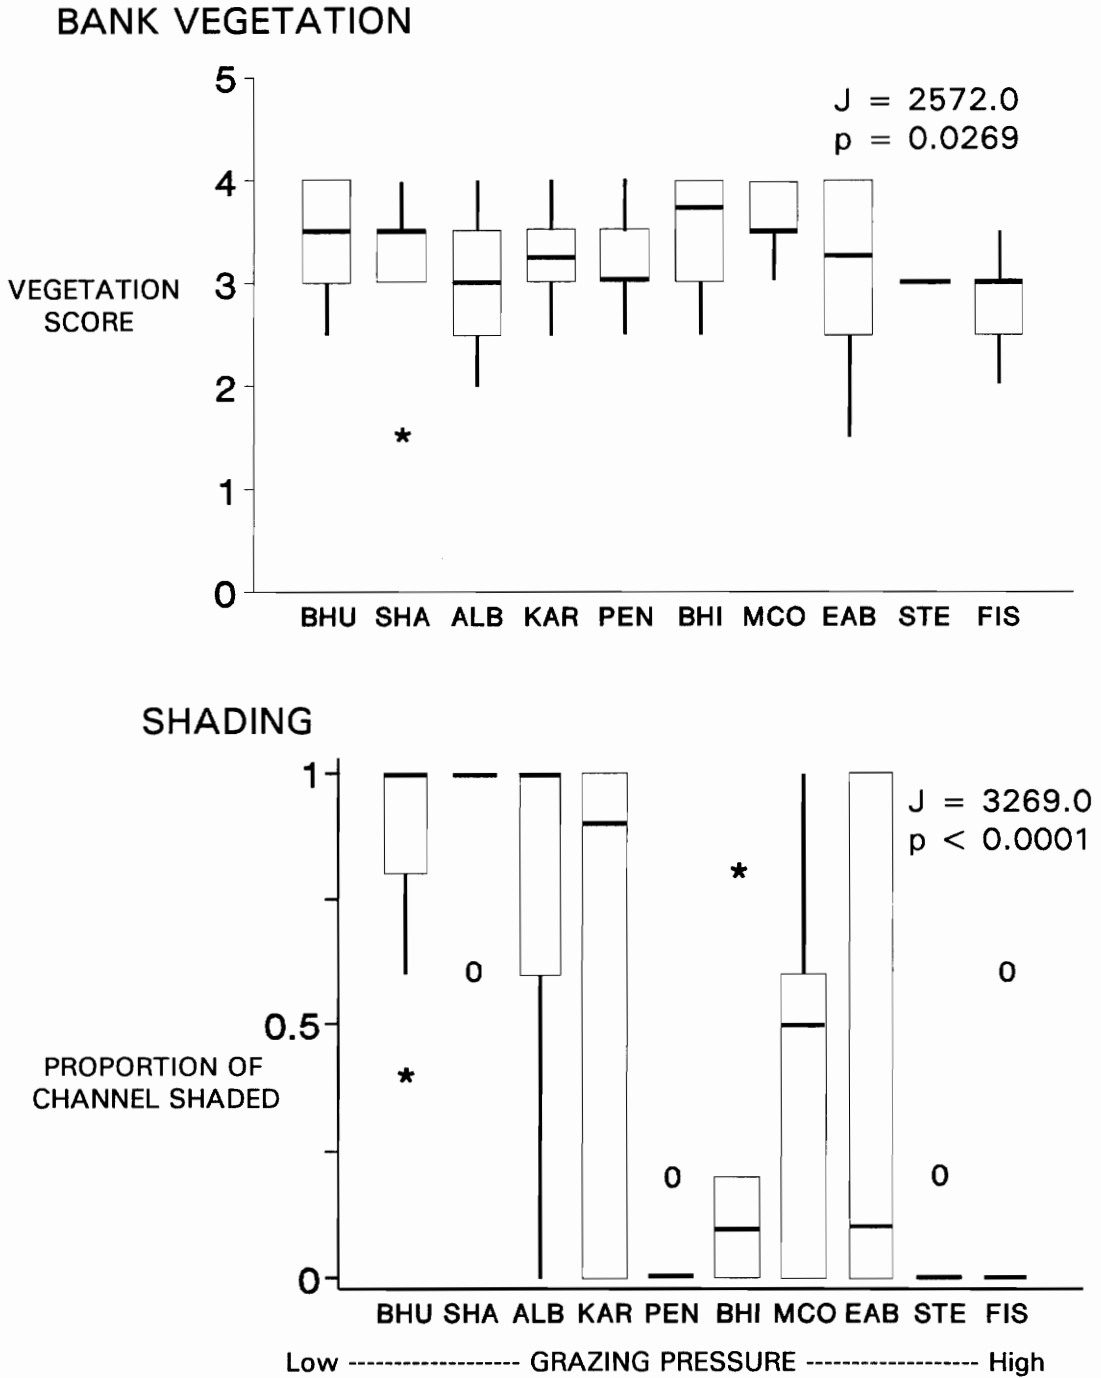 BANK VEGETATION
5
J = 2572.0
p = 0.0269
4
VEGETATION
SCORE
3
2
*
1
0
BHU SHA ALB KAR PEN BHI MCO EAB STE FIS
SHADING
1
J = 3269.0
p < 0.0001
*
0 0
0.5
PROPORTION OF
CHANNEL SHADED
*
0 0
0
BHU SHA ALB KAR PEN BHI MCO EAB STE FIS
Low ----------------- GRAZING PRESSURE ----------------- High